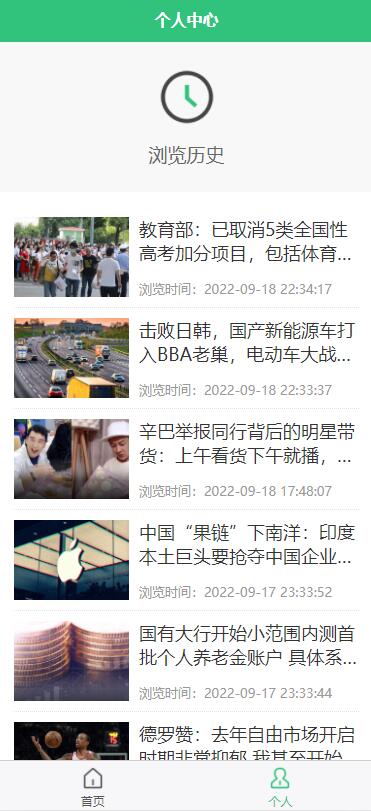 个人中心
浏览历史
教育部：已取消5类全国性
高考加分项目，包括体育...
浏览时间：2022-09-18 22:34:17
击败日韩，国产新能源车打
入BBA老巢，电动车大战...
浏览时间：2022-09-18 22:33:37
辛巴举报同行背后的明星带
货：上午看货下午就播，...
浏览时间：2022-09-18 17:48:07
中国“果链”下南洋：印度
本土巨头要抢夺中国企业...
浏览时间：2022-09-17 23:33:52
国有大行开始小范围内测首
批个人养老金账户 具体系...
浏览时间：2022-09-17 23:33:44
德罗赞：去年自由市场开启
时期非常抑郁 我甚至开始
首页
个人